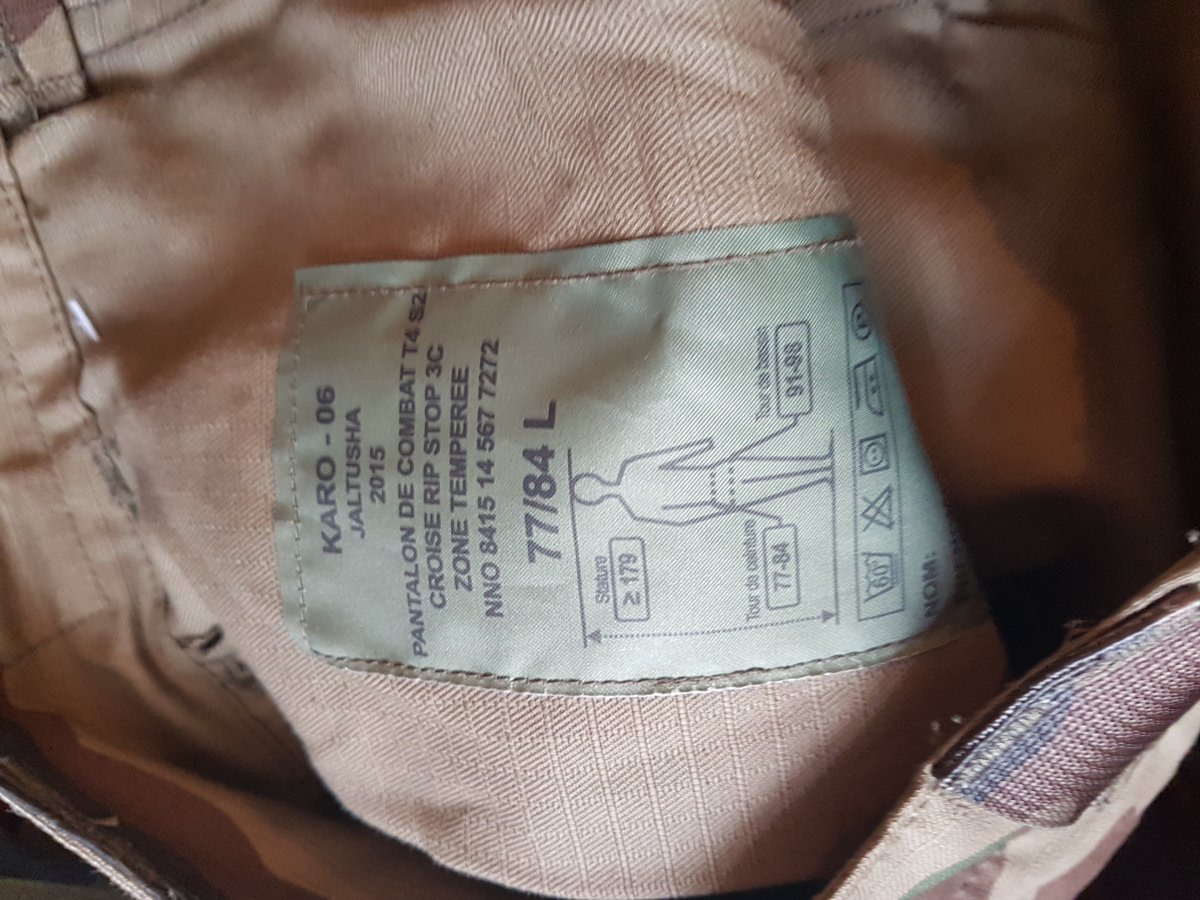 KARO - 06
JALTUSHA
2015
PANTALON DE COMBAT T4 S2
CROISE RIP STOP 3C
ZONE TEMPEREE
NNO 8415 14 567 7272
77/84 L
Stature
≥ 179
Tour de bassin
91-98
Tour de ceinture
77-84
60°
NOM: